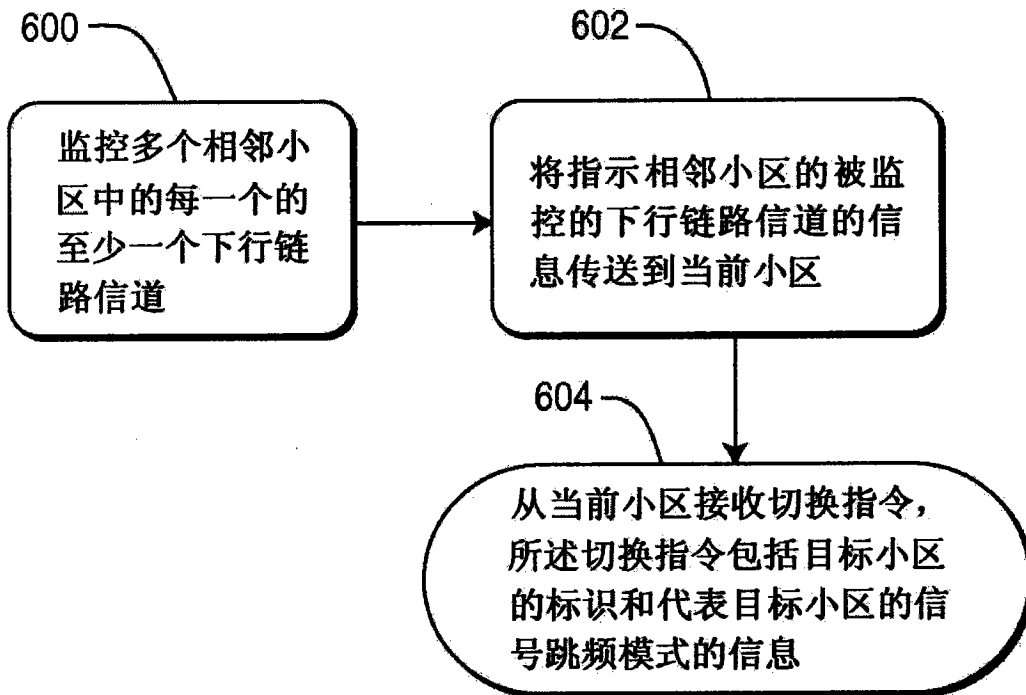 600
监控多个相邻小
区中的每一个的
至少一个下行链
路信道
602
将指示相邻小区的被监
控的下行链路信道的信
息传送到当前小区
604
从当前小区接收切换指令，
所述切换指令包括目标小区
的标识和代表目标小区的信
号跳频模式的信息